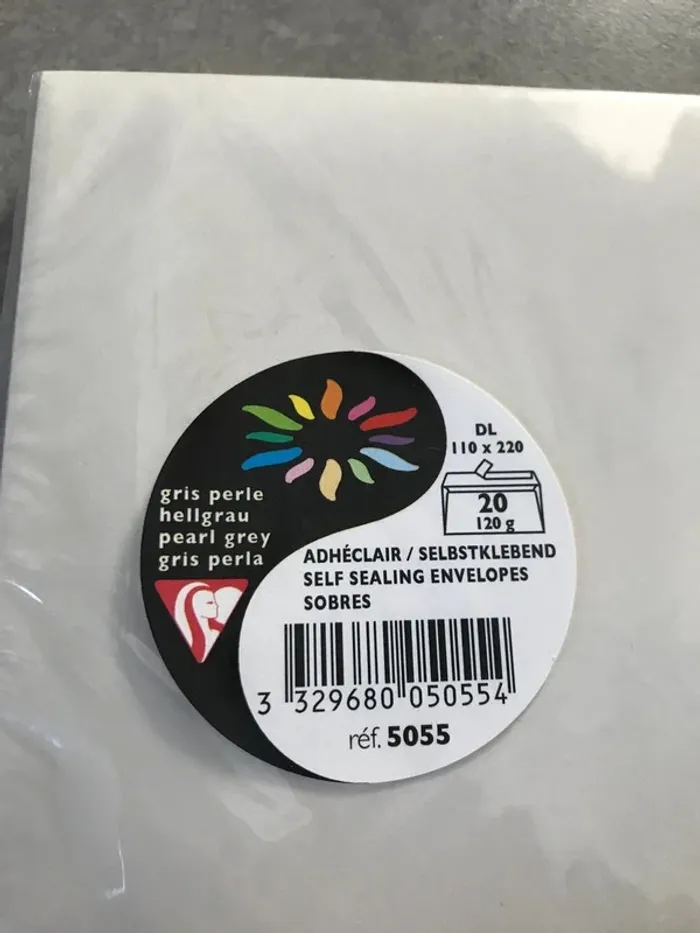 gris perle
hellgrau
pearl grey
gris perla
DL
110 x 220
20
120 g
ADHÉCLAIR / SELBSTKLEBEND
SELF SEALING ENVELOPES
SOBRES
3 329680 050554
réf. 5055